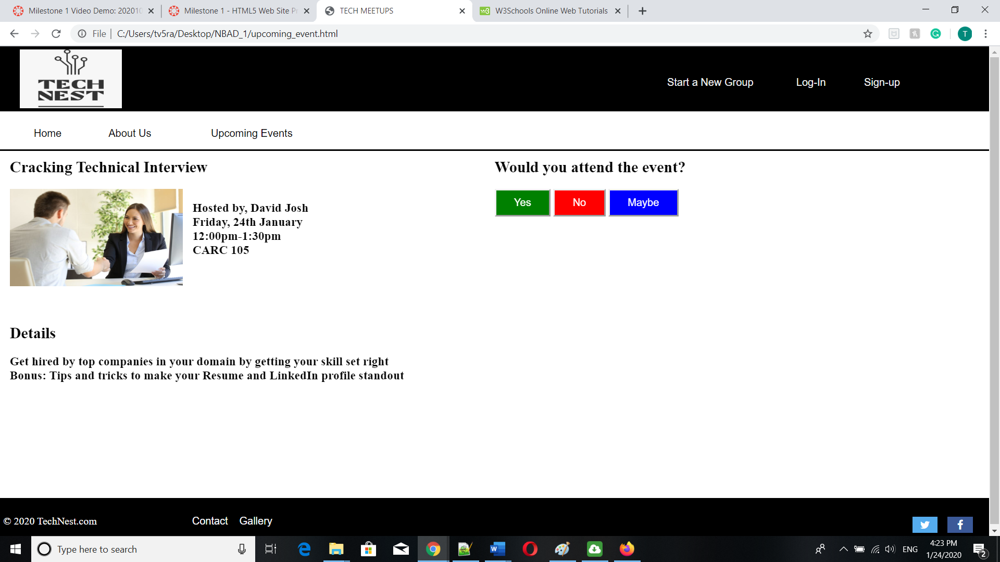 Milestone 1 Video Demo: 202010
Milestone 1 - HTML5 Web Site Pr
TECH MEETUPS
W3Schools Online Web Tutorials
File
C:/Users/tv5ra/Desktop/NBAD_1/upcoming_event.html
T
TECH
NEST
Start a New Group
Log-In
Sign-up
Home
About Us
Upcoming Events
Cracking Technical Interview
Hosted by, David Josh
Friday, 24th January
12:00pm-1:30pm
CARC 105
Would you attend the event?
Yes
No
Maybe
Details
Get hired by top companies in your domain by getting your skill set right
Bonus: Tips and tricks to make your Resume and LinkedIn profile standout
© 2020 TechNest.com
Contact
Gallery
Type here to search
ENG
4:23 PM
1/24/2020
2